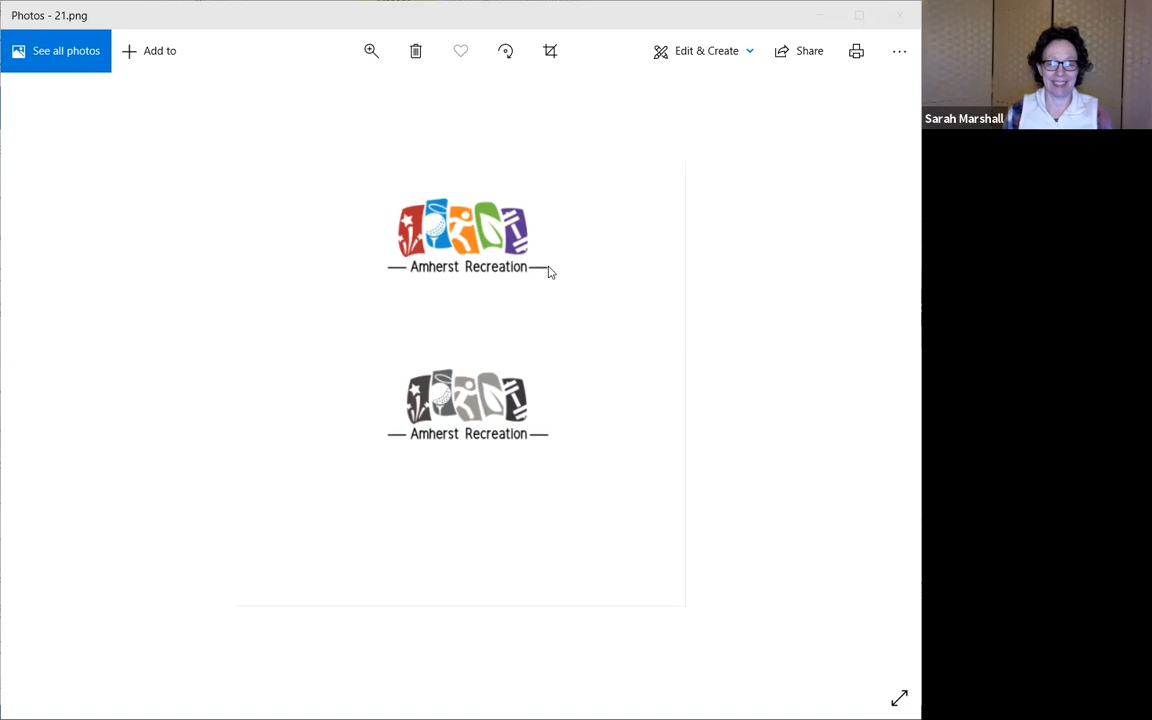 Photos - 21.png
See all photos
Add to
Edit & Create
Share
Sarah Marshall
Amherst Recreation
Amherst Recreation